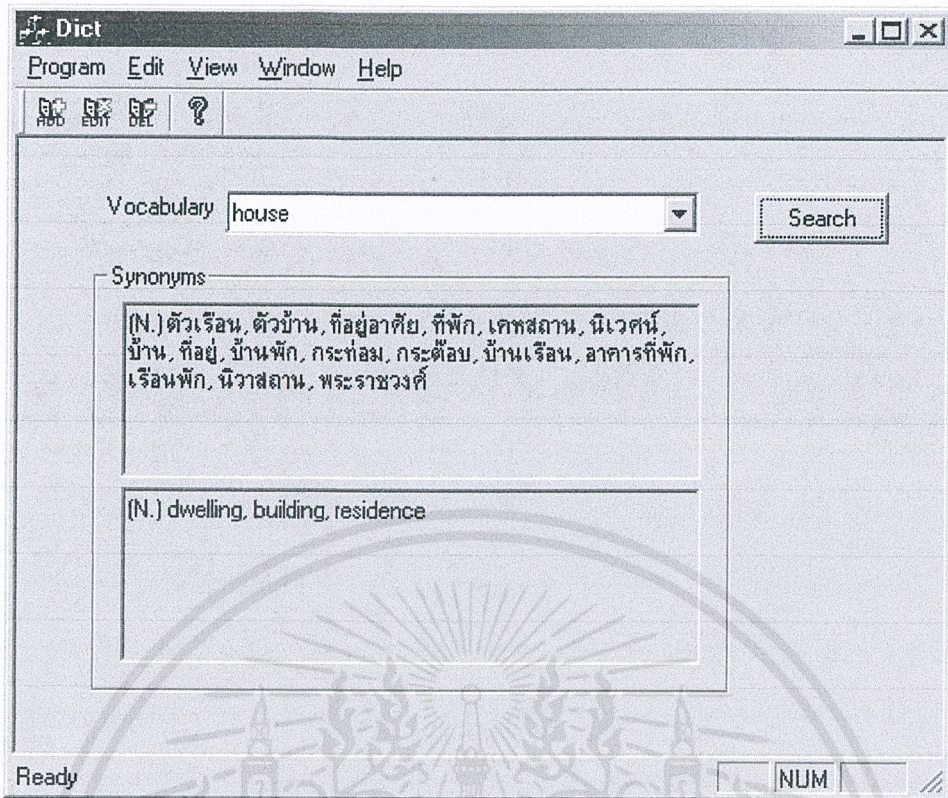 Dict
Program Edit View Window Help
ADD EDIT DEL
Vocabulary house Search
Synonyms
(N.) ตัวเรือน, ตัวบ้าน, ที่อยู่อาศัย, ที่พัก, เคหสถาน, นิเวศน์,
บ้าน, ที่อยู่, บ้านพัก, กระท่อม, กระต๊อบ, บ้านเรือน, อาคารที่พัก,
เรือนพัก, นิวาสถาน, พระราชวงศ์
(N.) dwelling, building, residence
Ready NUM